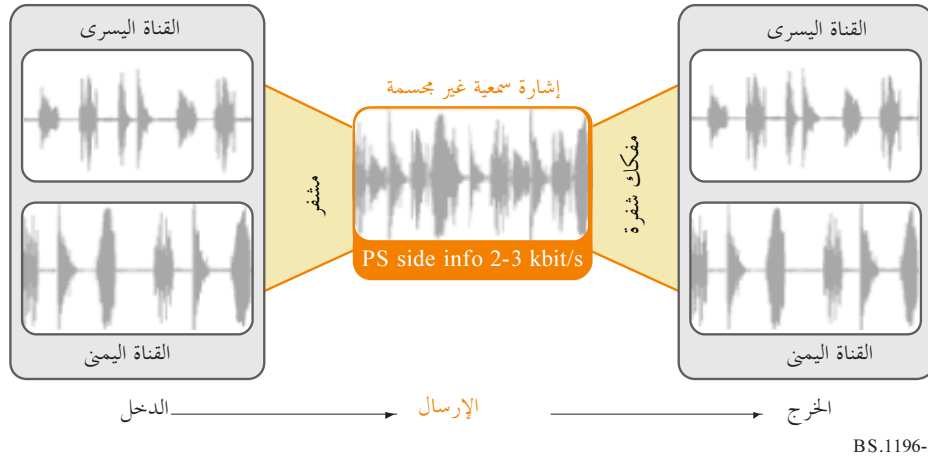 القناة اليسرى
القناة اليسرى
إشارة سمعية غير مجسمة
مشفر
مفكك شفرة
PS side info 2-3 kbit/s
القناة اليمنى
القناة اليمنى
الدخل
الإرسال
الخرج
BS.1196-